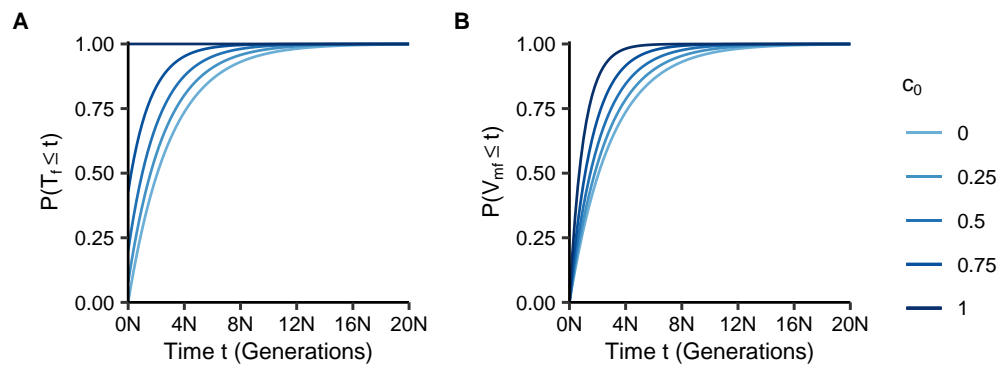 A
P(T_f ≤ t)
1.00
0.75
0.50
0.25
0.00
0N 4N 8N 12N 16N 20N
Time t (Generations)
B
P(V_mf ≤ t)
1.00
0.75
0.50
0.25
0.00
0N 4N 8N 12N 16N 20N
Time t (Generations)
c_0
0
0.25
0.5
0.75
1